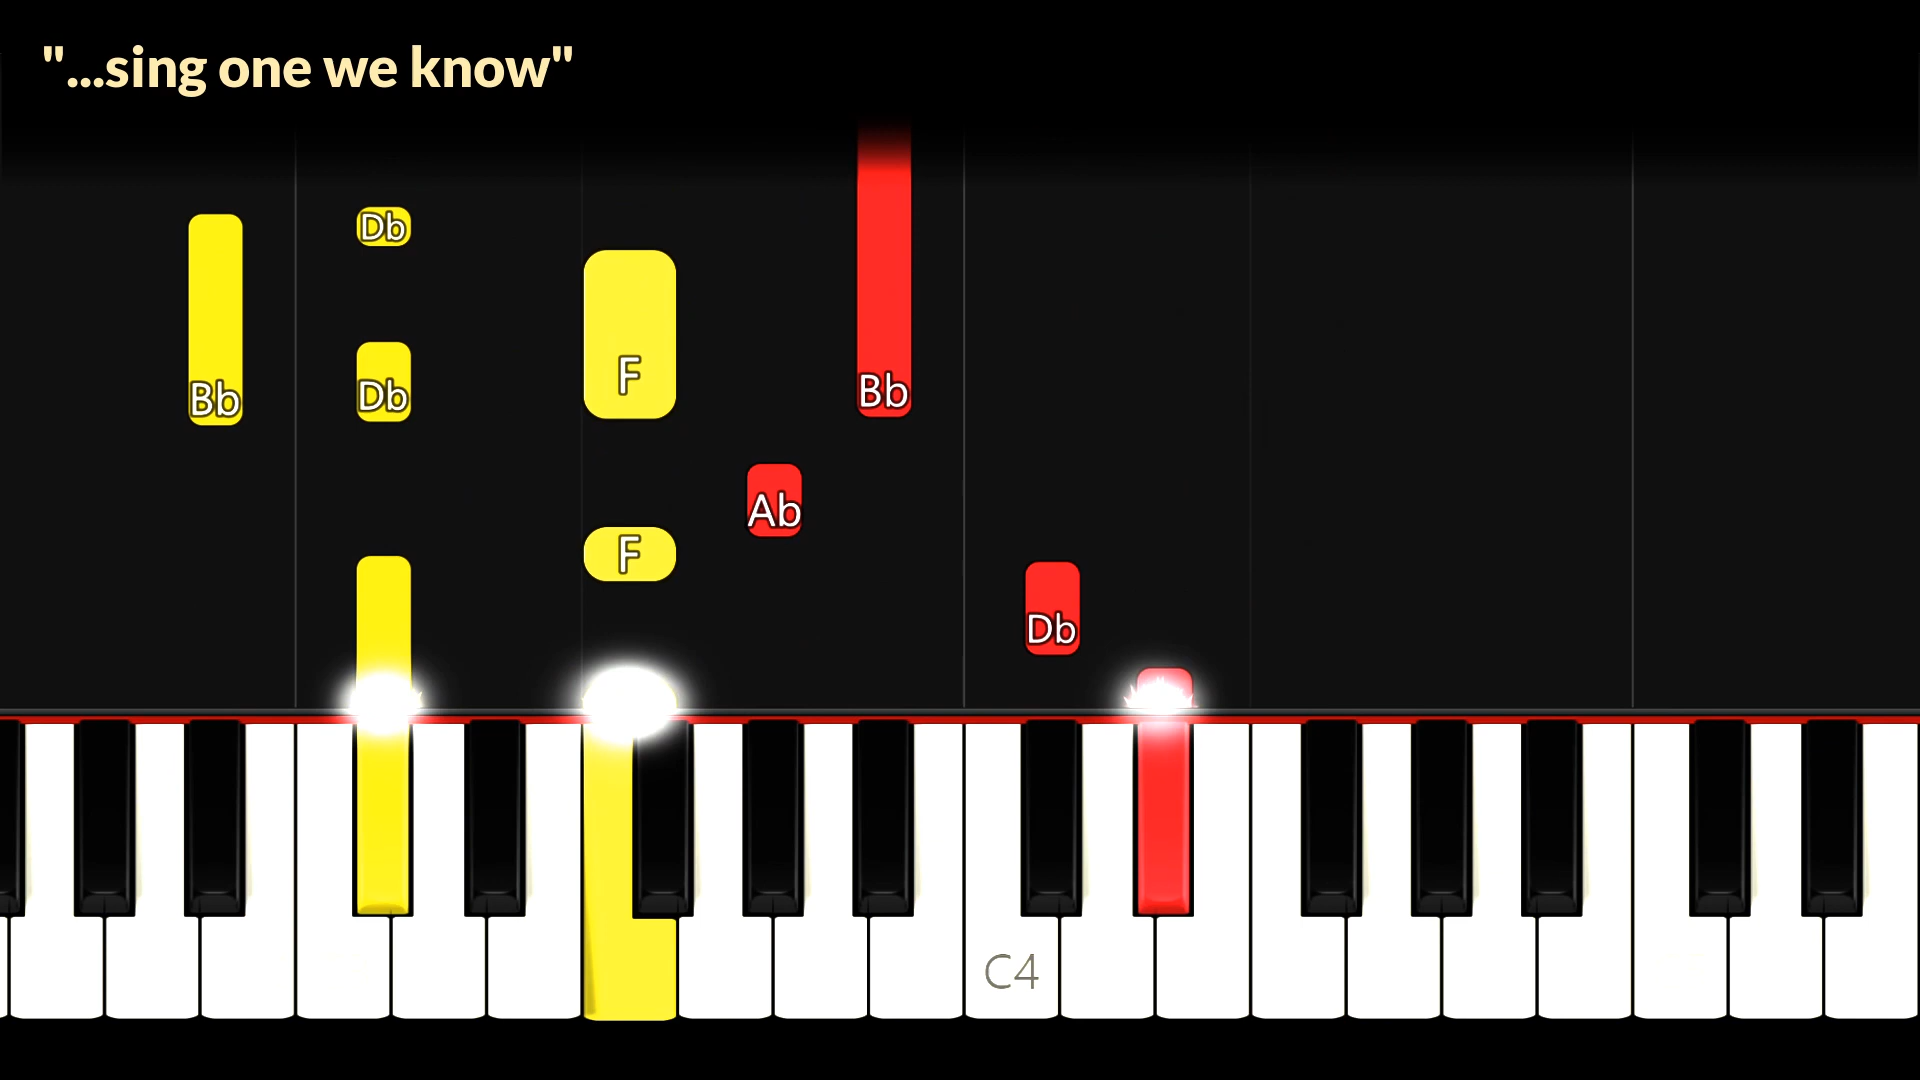 "...sing one we know"
Db
Bb
Db
F
Bb
Ab
F
Db
C4